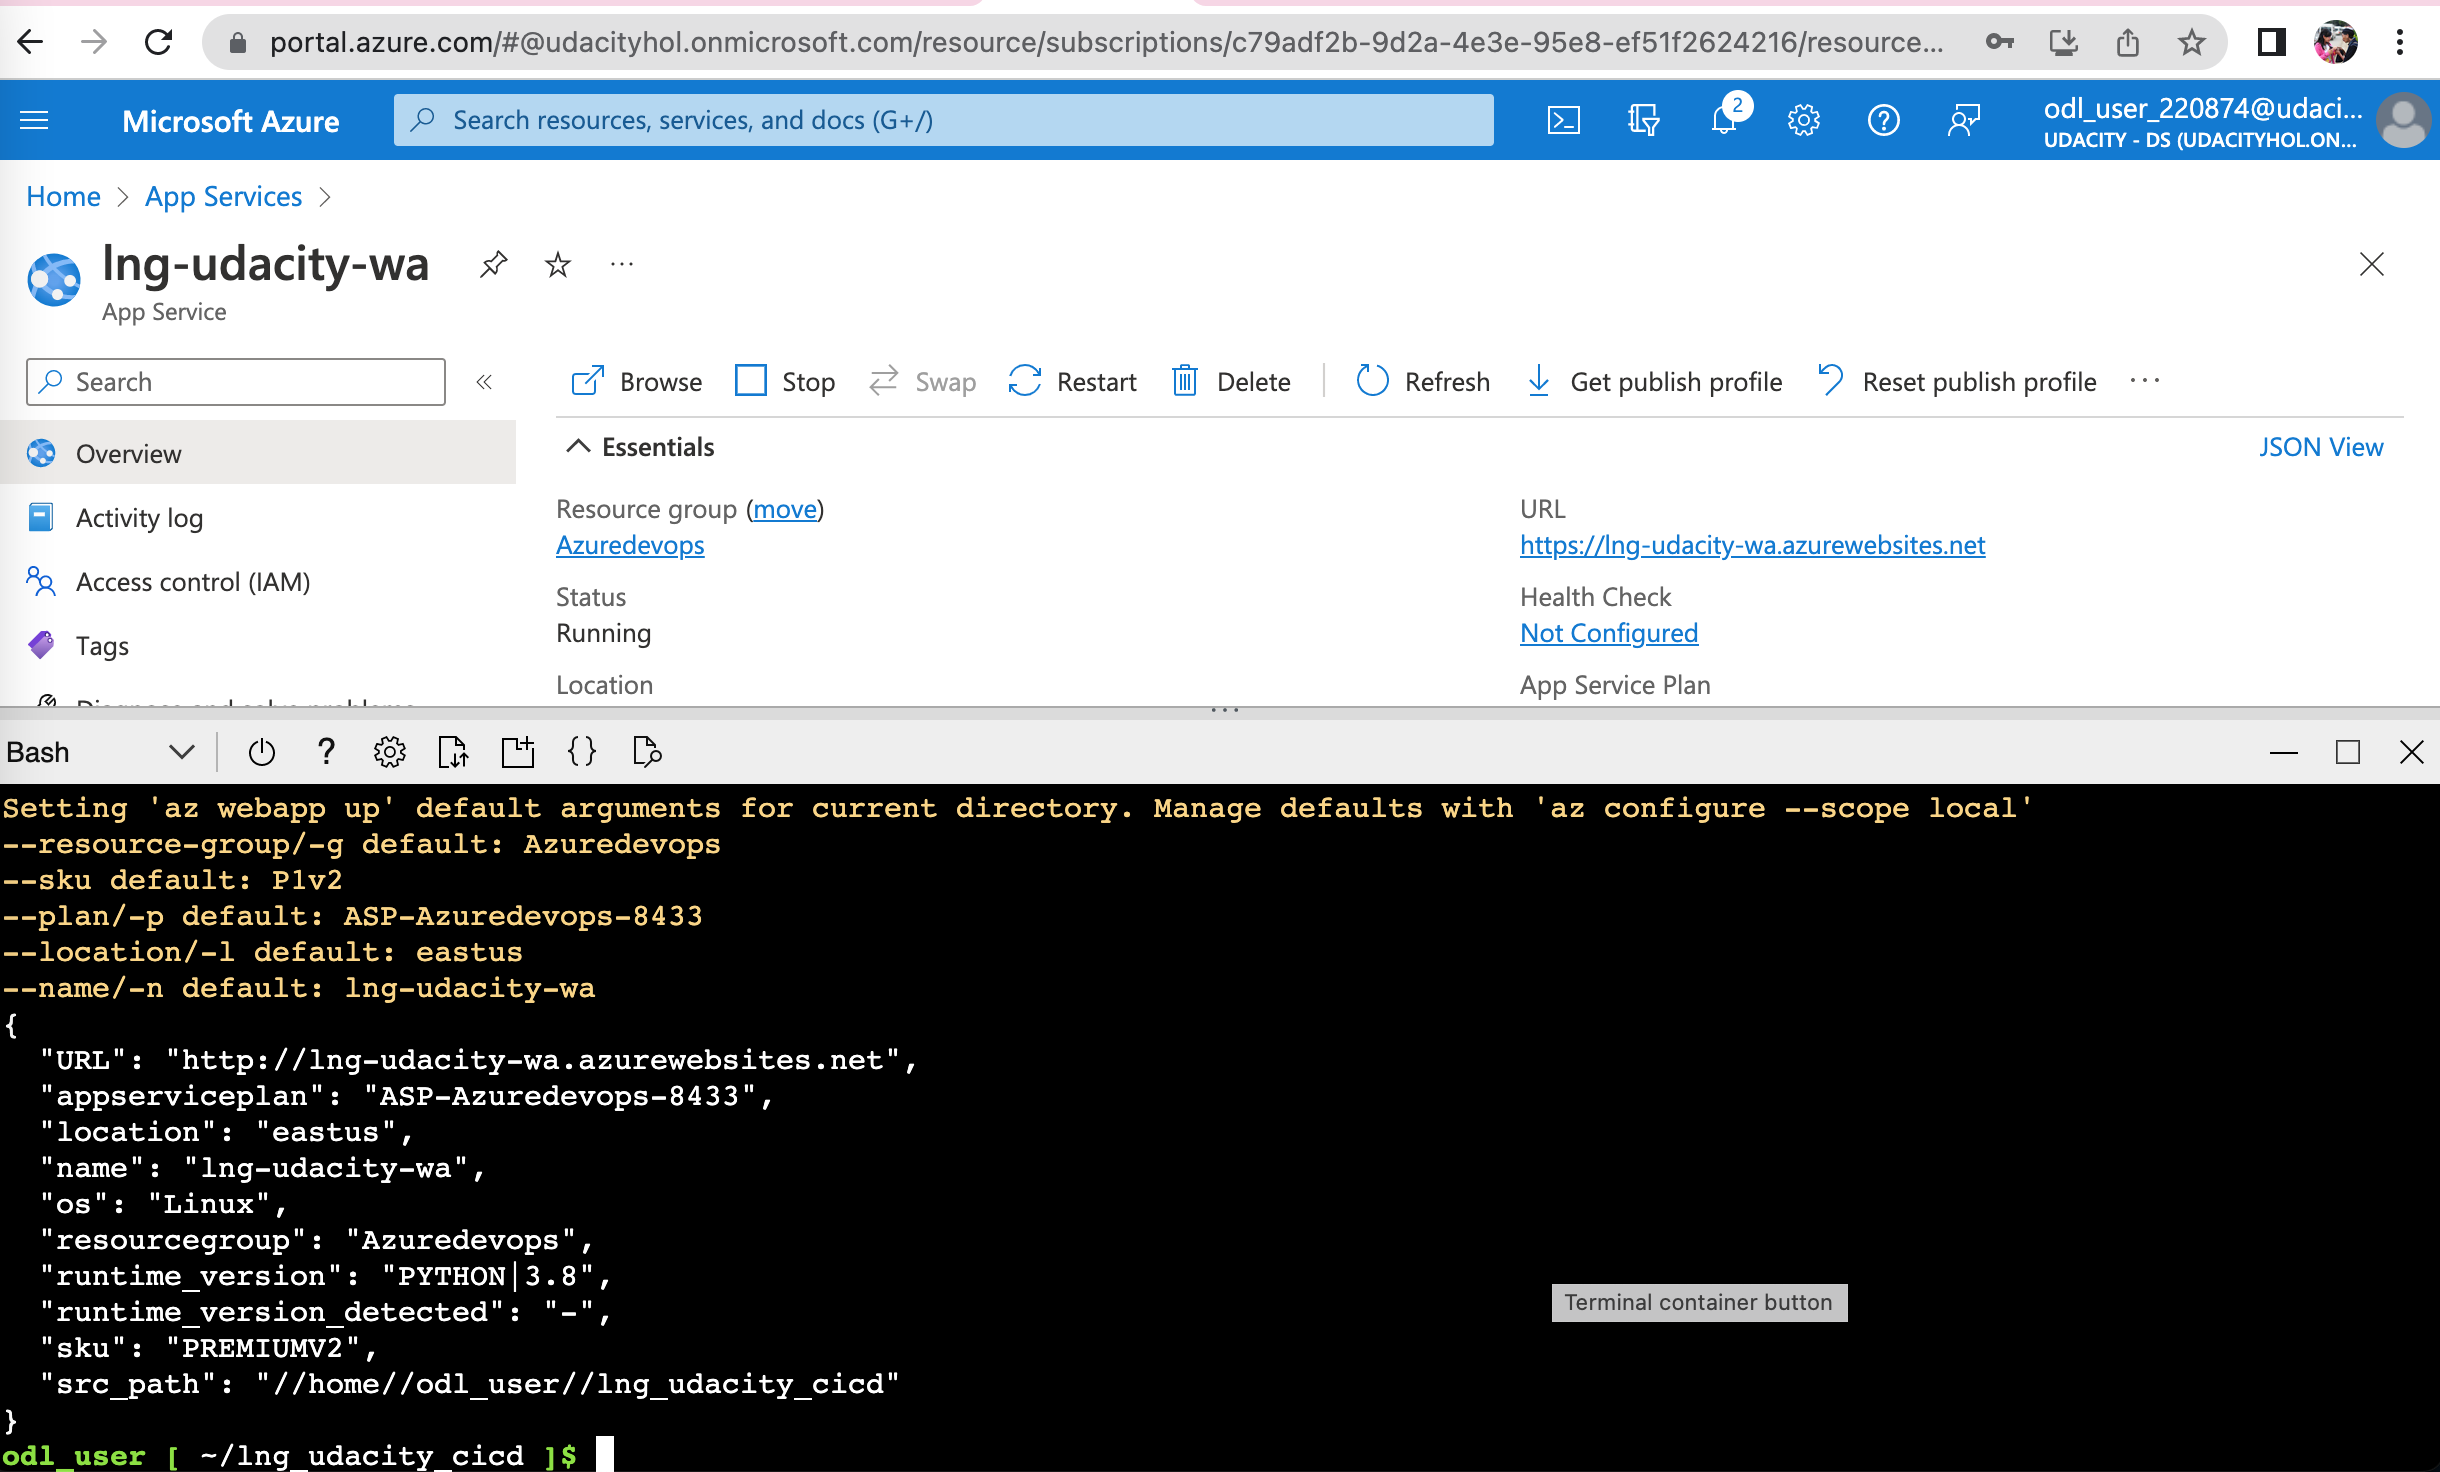 portal.azure.com/#@udacityhol.onmicrosoft.com/resource/subscriptions/c79adf2b-9d2a-4e3e-95e8-ef51f2624216/resource...
Microsoft Azure
Search resources, services, and docs (G+/)
2
odl_user_220874@udaci...
UDACITY - DS (UDACITYHOL.ON...
Home > App Services >
lng-udacity-wa
App Service
Search
Browse Stop Swap Restart Delete Refresh Get publish profile Reset publish profile
Overview
Activity log
Access control (IAM)
Tags
Diagnose and solve problems
Essentials
JSON View
Resource group (move)
Azuredevops
Status
Running
Location
URL
https://lng-udacity-wa.azurewebsites.net
Health Check
Not Configured
App Service Plan
Bash
Setting 'az webapp up' default arguments for current directory. Manage defaults with 'az configure --scope local'
--resource-group/-g default: Azuredevops
--sku default: P1v2
--plan/-p default: ASP-Azuredevops-8433
--location/-l default: eastus
--name/-n default: lng-udacity-wa
{
"URL": "http://lng-udacity-wa.azurewebsites.net",
"appserviceplan": "ASP-Azuredevops-8433",
"location": "eastus",
"name": "lng-udacity-wa",
"os": "Linux",
"resourcegroup": "Azuredevops",
"runtime_version": "PYTHON|3.8",
"runtime_version_detected": "-",
"sku": "PREMIUMV2",
"src_path": "//home//odl_user//lng_udacity_cicd"
}
odl_user [ ~/lng_udacity_cicd ]$
Terminal container button